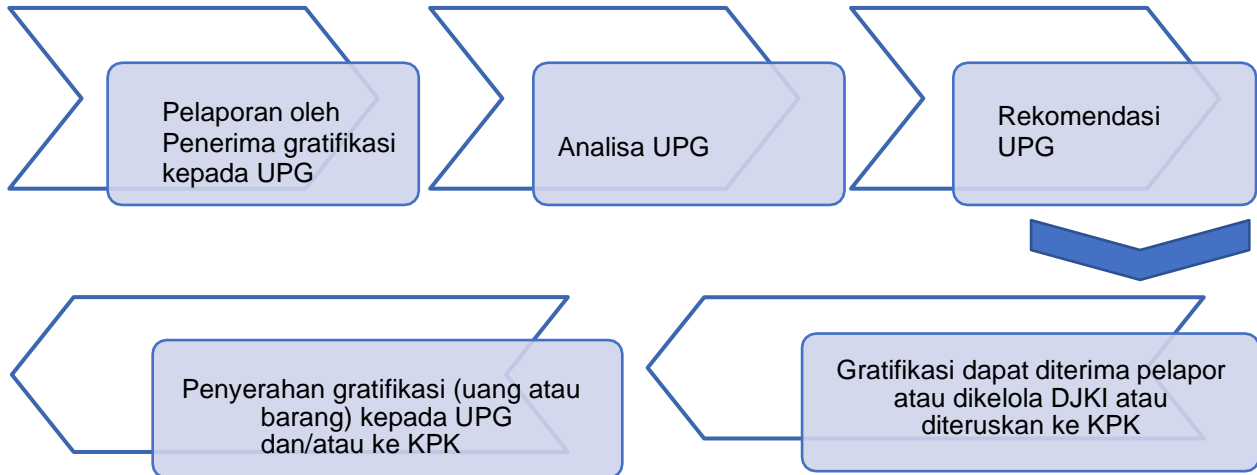 Pelaporan oleh
Penerima gratifikasi
kepada UPG
Analisa UPG
Rekomendasi
UPG
Gratifikasi dapat diterima pelapor
atau dikelola DJKI atau
diteruskan ke KPK
Penyerahan gratifikasi (uang atau
barang) kepada UPG
dan/atau ke KPK